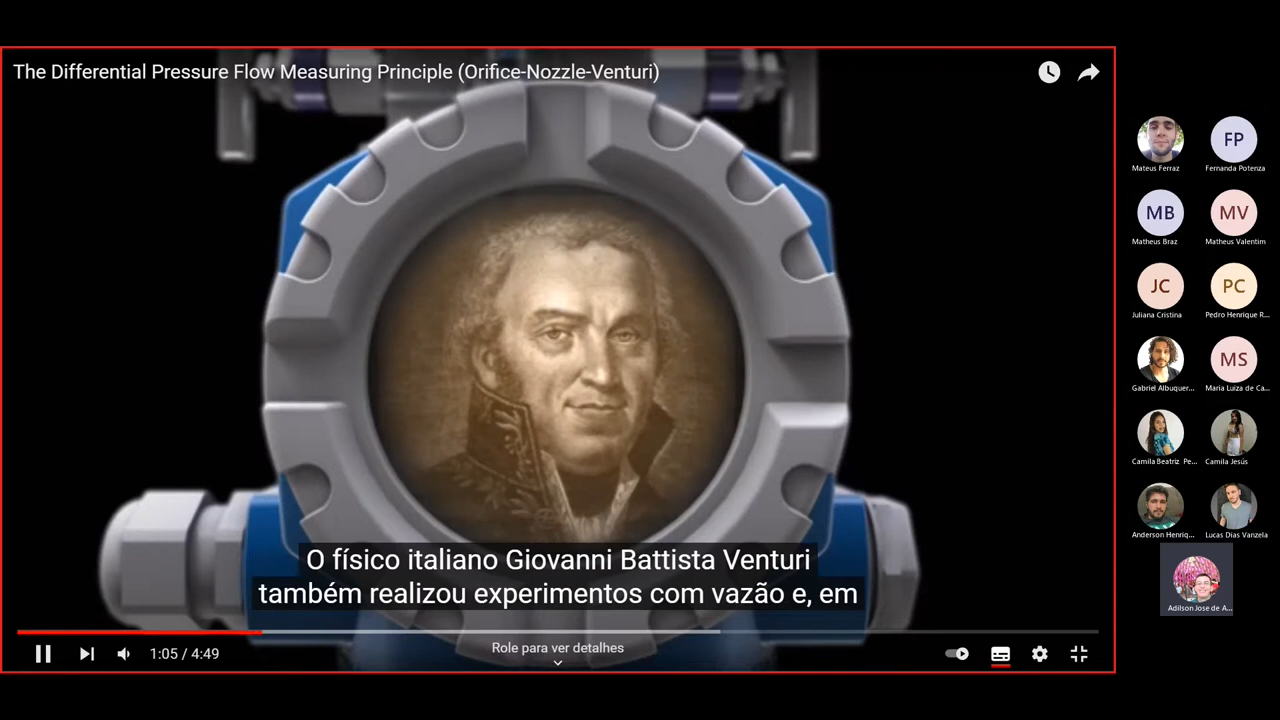 The Differential Pressure Flow Measuring Principle (Orifice-Nozzle-Venturi)
O físico italiano Giovanni Battista Venturi
também realizou experimentos com vazão e, em
1:05 / 4:49
Role para ver detalhes
Mateus Ferraz
FP
Fernanda Potenza
MB
Matheus Braz
MV
Matheus Valentim
JC
Juliana Cristina
PC
Pedro Henrique R...
Gabriel Albuquer...
MS
Maria Luiza de Ca...
Camila Beatriz Pe...
Camila Jesús
Anderson Henriq...
Lucas Dias Vanzela
Adilson Jose de A...